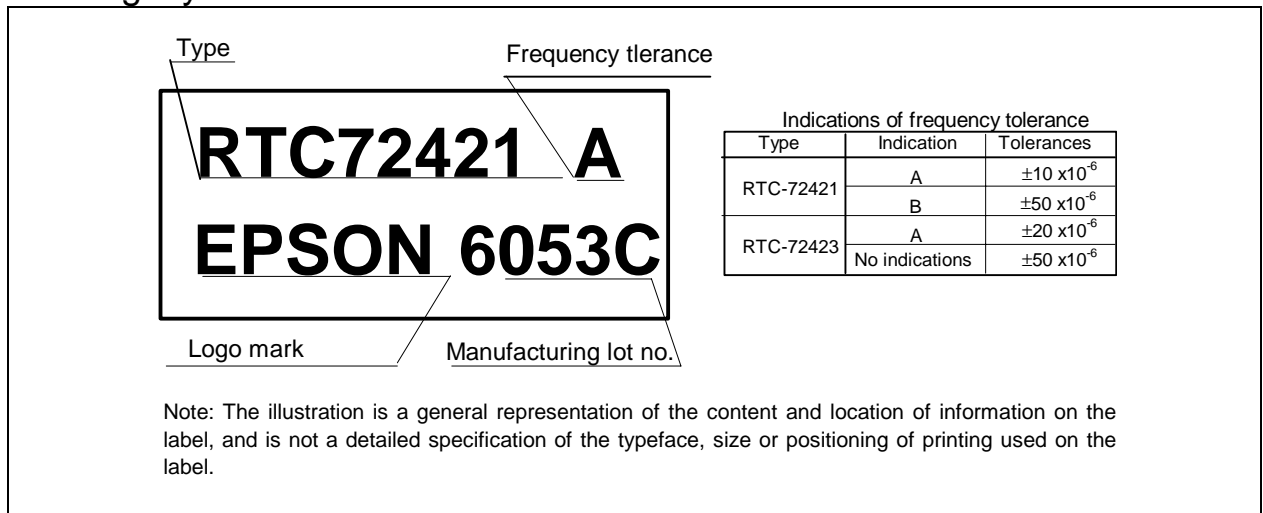 Type
Frequency tlerance
RTC72421 A
EPSON 6053C
Logo mark
Manufacturing lot no.
Indications of frequency tolerance
Type Indication Tolerances
RTC-72421 A ±10 x10-6
B ±50 x10-6
RTC-72423 A ±20 x10-6
No indications ±50 x10-6
Note: The illustration is a general representation of the content and location of information on the
label, and is not a detailed specification of the typeface, size or positioning of printing used on the
label.